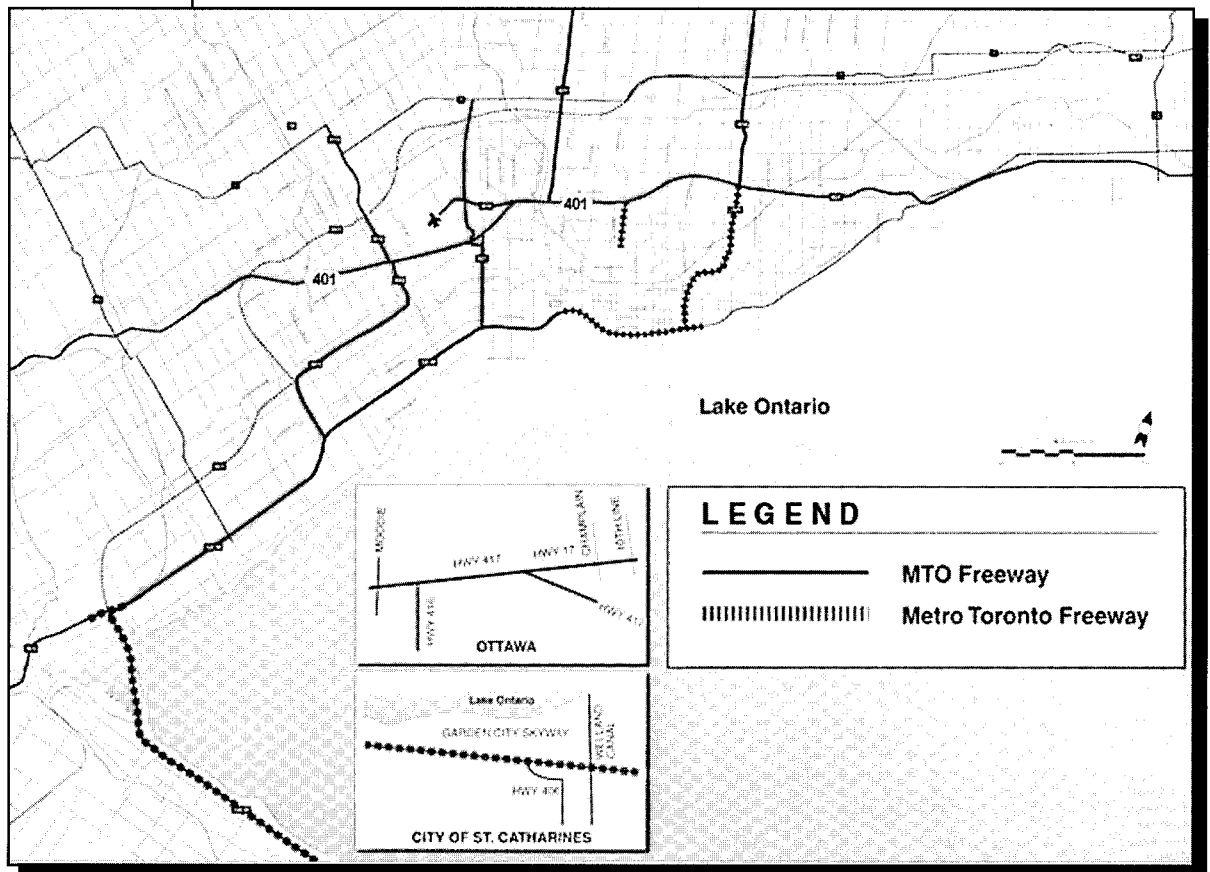 401
401
Lake Ontario
MOODIE
HWY 417
HWY 17
CHAMPLAIN
10TH LINE
HWY 416
HWY 417
OTTAWA
LEGEND
MTO Freeway
Metro Toronto Freeway
Lake Ontario
GARDEN CITY SKYWAY
WELLAND
CANAL
HWY 406
CITY OF ST. CATHARINES